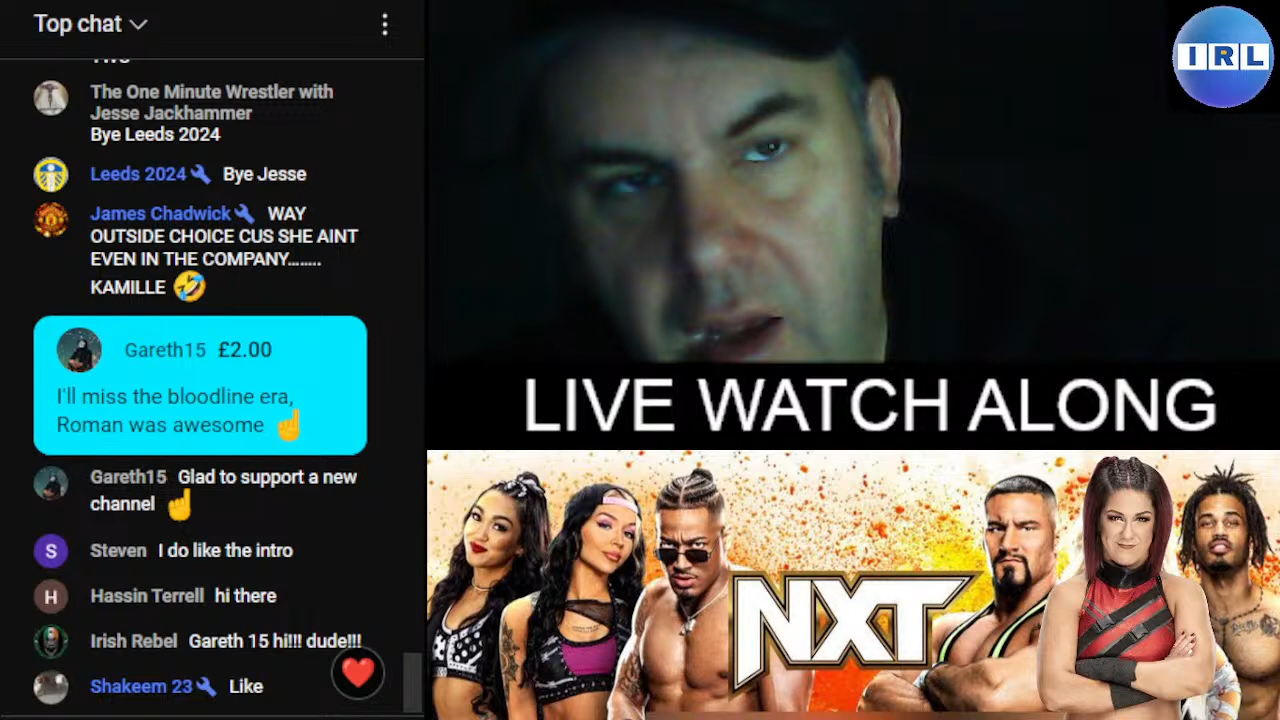 Top chat
The One Minute Wrestler with
Jesse Jackhammer
Bye Leeds 2024
Leeds 2024 Bye Jesse
James Chadwick WAY
OUTSIDE CHOICE CUS SHE AINT
EVEN IN THE COMPANY........
KAMILLE 🤣
Gareth15 £2.00
I'll miss the bloodline era,
Roman was awesome ☝
Gareth15 Glad to support a new
channel ☝
S Steven I do like the intro
H Hassin Terrell hi there
Irish Rebel Gareth 15 hi!!! dude!!!
Shakeem 23 Like
IRL
LIVE WATCH ALONG
NXT